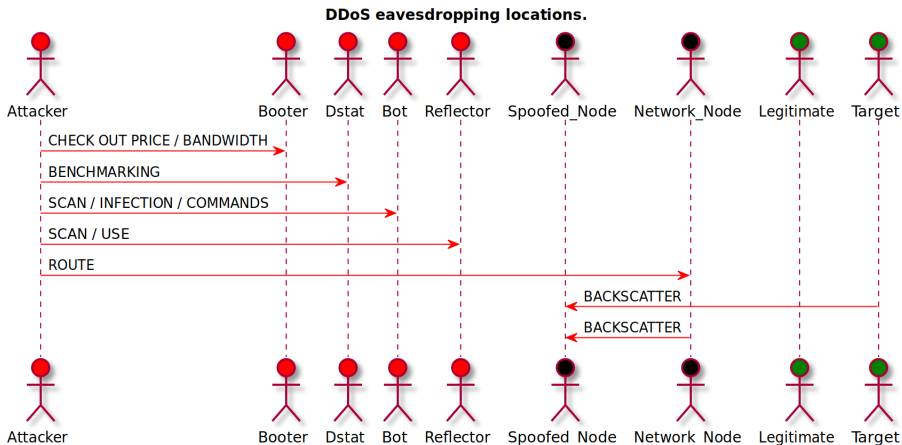 DDoS eavesdropping locations.
Attacker Booter Dstat Bot Reflector Spoofed_Node Network_Node Legitimate Target
CHECK OUT PRICE / BANDWIDTH
BENCHMARKING
SCAN / INFECTION / COMMANDS
SCAN / USE
ROUTE
BACKSCATTER
BACKSCATTER
Attacker Booter Dstat Bot Reflector Spoofed_Node Network_Node Legitimate Target